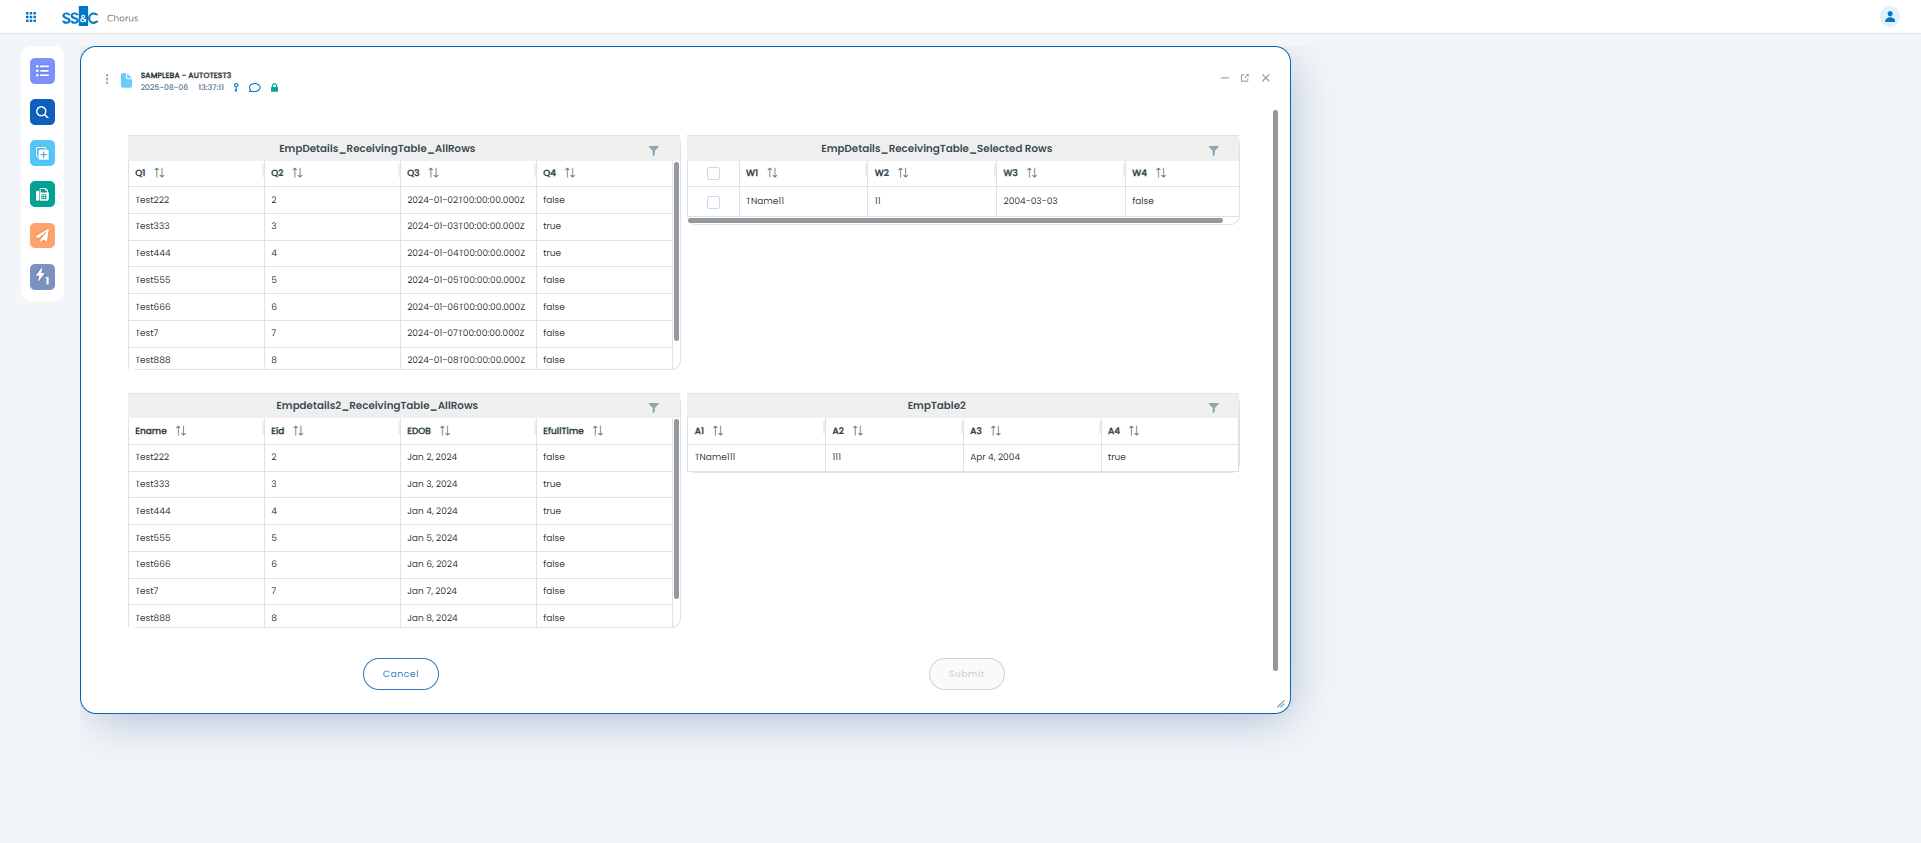 SS&C Chorus
SAMPLEBA - AUTOTEST3
2025-08-06 13:37:11
EmpDetails_ReceivingTable_AllRows
Q1 Q2 Q3 Q4
Test222 2 2024-01-02T00:00:00.000Z false
Test333 3 2024-01-03T00:00:00.000Z true
Test444 4 2024-01-04T00:00:00.000Z true
Test555 5 2024-01-05T00:00:00.000Z false
Test666 6 2024-01-06T00:00:00.000Z false
Test7 7 2024-01-07T00:00:00.000Z false
Test888 8 2024-01-08T00:00:00.000Z false
EmpDetails_ReceivingTable_Selected Rows
W1 W2 W3 W4
TName11 11 2004-03-03 false
Empdetails2_ReceivingTable_AllRows
Ename Eid EDOB EfullTime
Test222 2 Jan 2, 2024 false
Test333 3 Jan 3, 2024 true
Test444 4 Jan 4, 2024 true
Test555 5 Jan 5, 2024 false
Test666 6 Jan 6, 2024 false
Test7 7 Jan 7, 2024 false
Test888 8 Jan 8, 2024 false
EmpTable2
A1 A2 A3 A4
TName111 111 Apr 4, 2004 true
Cancel
Submit
1